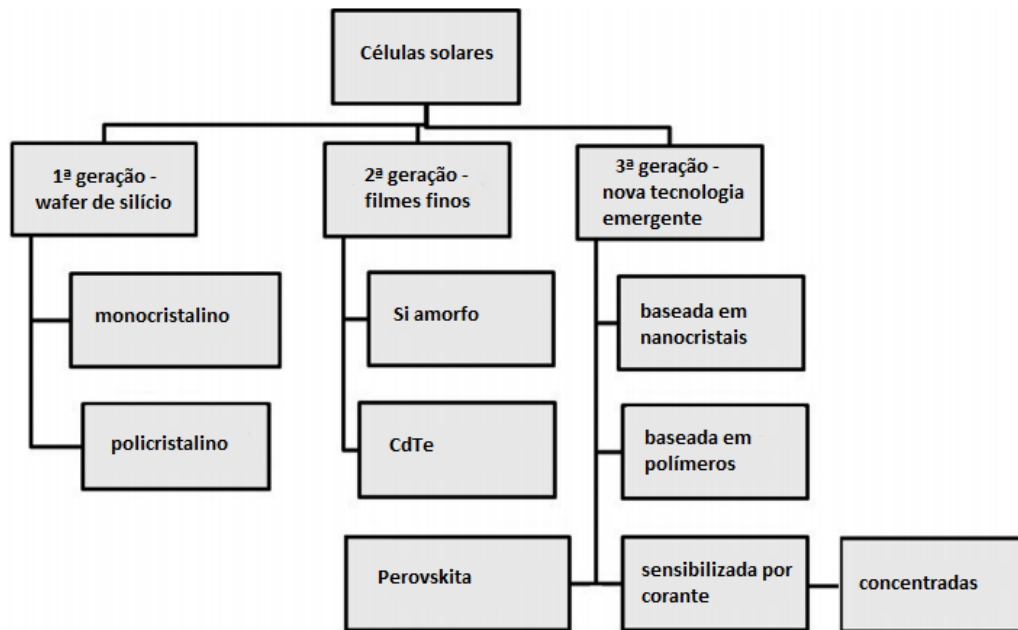 Células solares
1ª geração -
wafer de silício
2ª geração -
filmes finos
3ª geração -
nova tecnologia
emergente
monocristalino
Si amorfo
baseada em
nanocristais
policristalino
CdTe
baseada em
polímeros
Perovskita
sensibilizada por
corante
concentradas